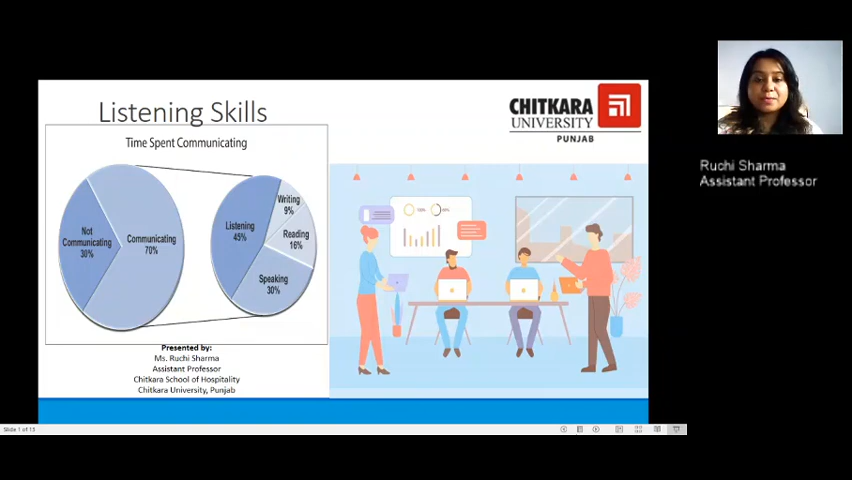 Listening Skills
CHITKARA
UNIVERSITY
PUNJAB
Time Spent Communicating
Not
Communicating
30%
Communicating
70%
Listening
45%
Writing
9%
Reading
16%
Speaking
30%
Presented by:
Ms. Ruchi Sharma
Assistant Professor
Chitkara School of Hospitality
Chitkara University, Punjab
Slide 1 of 13
Ruchi Sharma
Assistant Professor